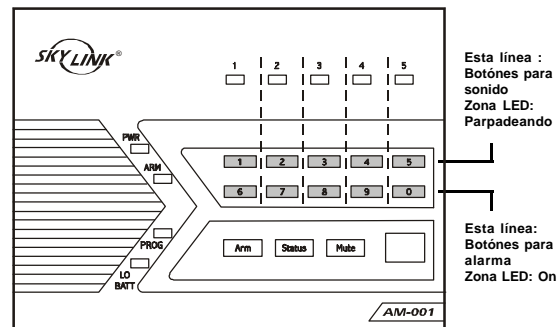 SKYLINK®
1 2 3 4 5
Esta línea :
Botónes para
sonido
Zona LED:
Parpadeando
PWR
ARM
1 2 3 4 5
6 7 8 9 0
PROG
LO
BATT
Arm Status Mute
Esta línea:
Botónes para
alarma
Zona LED: On
AM-001